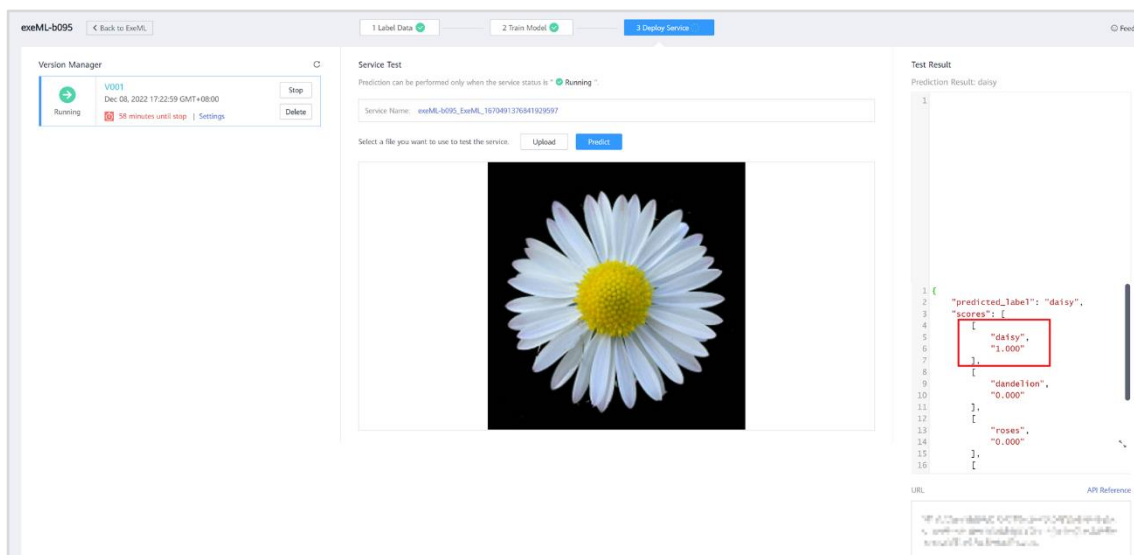 exeML-b095
< Back to ExeML
1 Label Data
2 Train Model
3 Deploy Service
Feed
Version Manager
V001
Dec 08, 2022 17:22:59 GMT+08:00
Running
58 minutes until stop | Settings
Stop
Delete
Service Test
Prediction can be performed only when the service status is " Running ".
Service Name: exeML-b095_ExeML_1670491376841929597
Select a file you want to use to test the service.
Upload
Predict
Test Result
Prediction Result: daisy
1
1 {
2 "predicted_label": "daisy",
3 "scores": [
4 [
5 "daisy",
6 "1.000"
7 ],
8 [
9 "dandelion",
10 "0.000"
11 ],
12 [
13 "roses",
14 "0.000"
15 ],
16 [
URL
API Reference